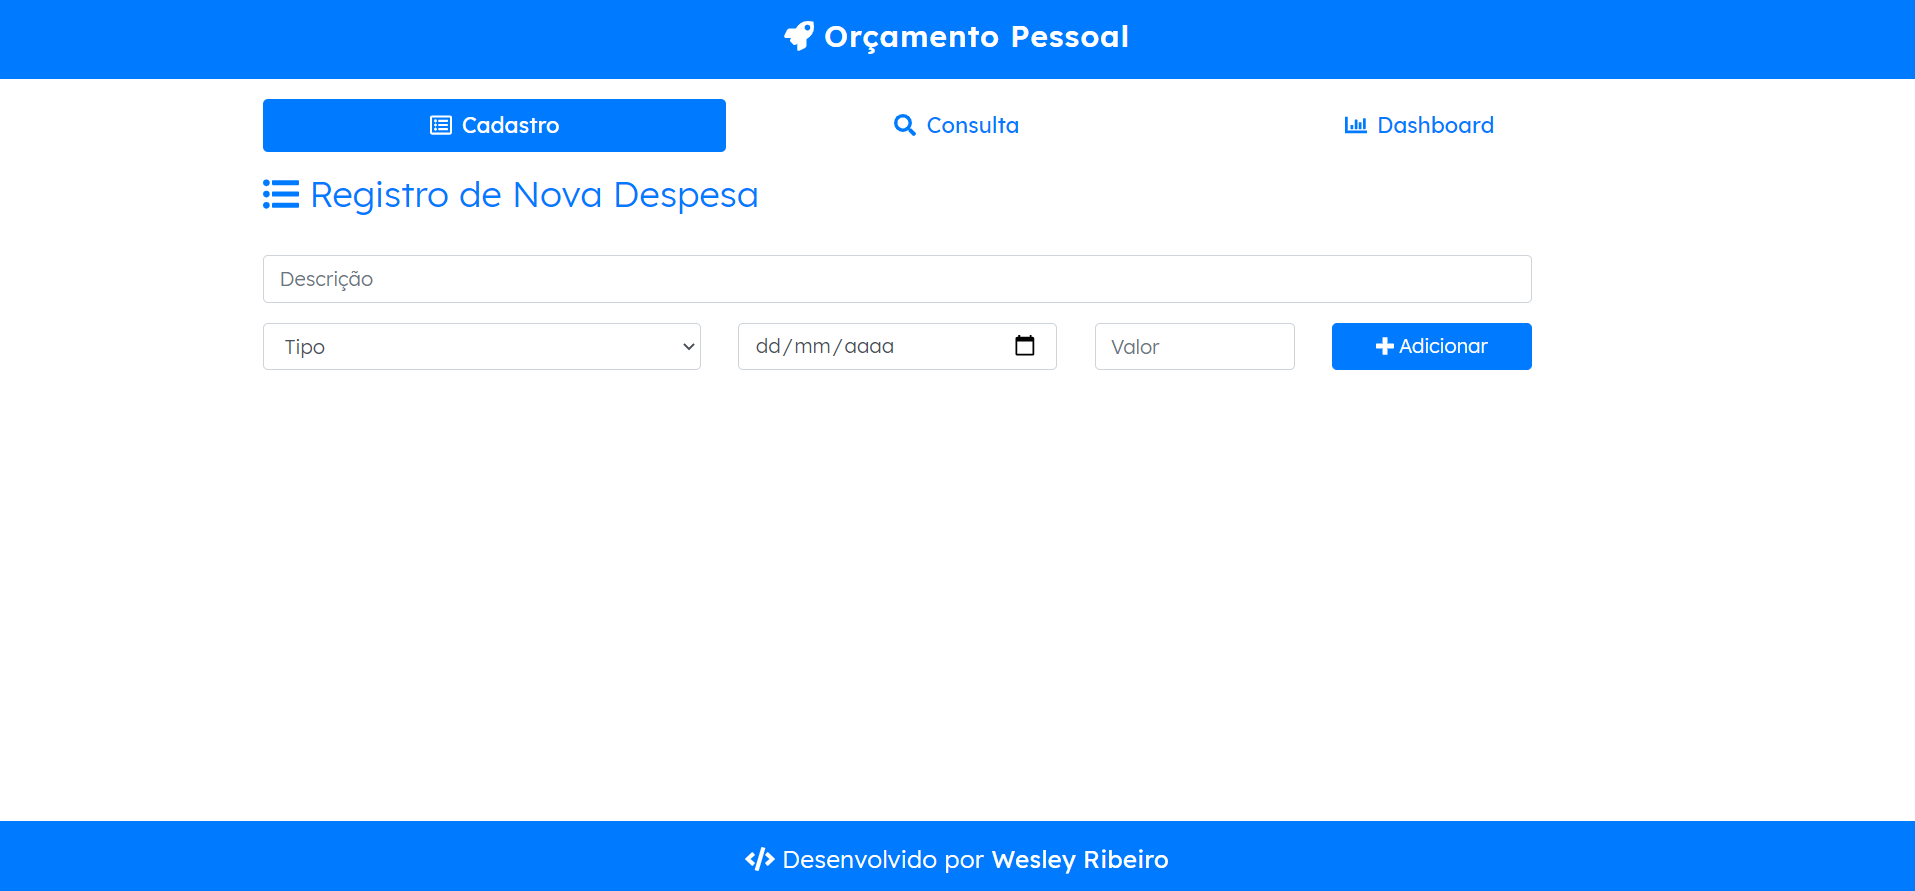 Orçamento Pessoal
Cadastro Consulta Dashboard
Registro de Nova Despesa
Descrição
Tipo dd/mm/aaaa Valor Adicionar
Desenvolvido por Wesley Ribeiro